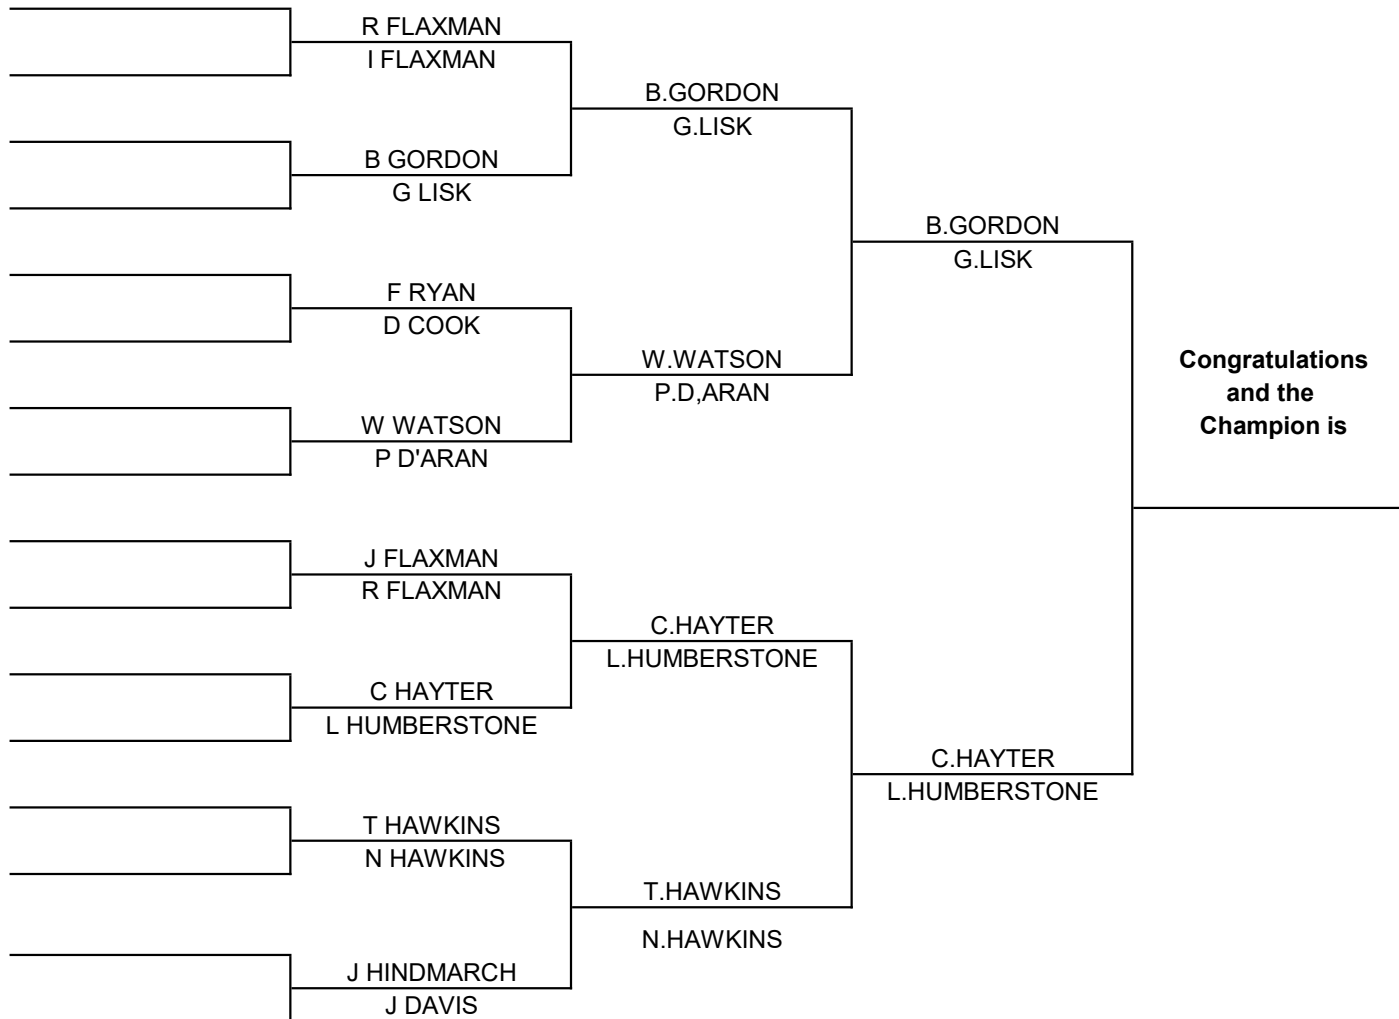 R FLAXMAN
I FLAXMAN
B.GORDON
G.LISK
B GORDON
G LISK
B.GORDON
G.LISK
F RYAN
D COOK
W.WATSON
P.D,ARAN
Congratulations
and the
Champion is
W WATSON
P D'ARAN
J FLAXMAN
R FLAXMAN
C.HAYTER
L.HUMBERSTONE
C HAYTER
L HUMBERSTONE
C.HAYTER
L.HUMBERSTONE
T HAWKINS
N HAWKINS
T.HAWKINS
N.HAWKINS
J HINDMARCH
J DAVIS